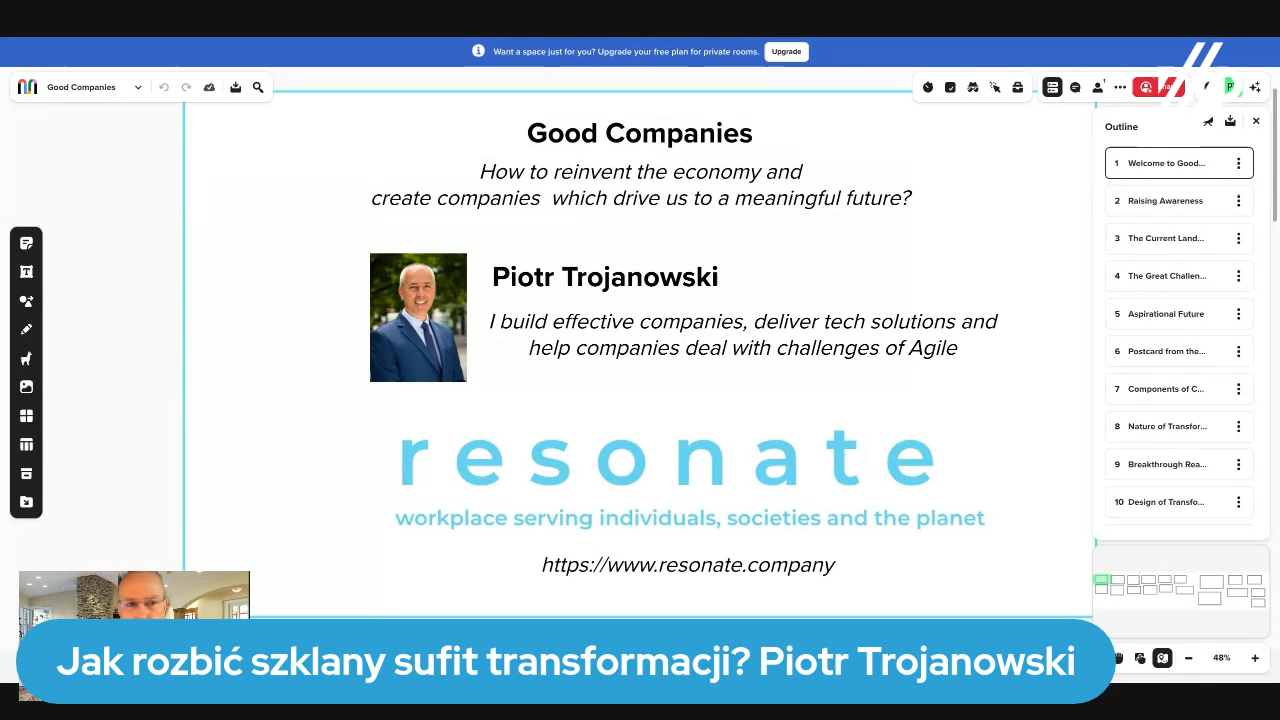 Want a space just for you? Upgrade your free plan for private rooms.
Upgrade
Good Companies
Good Companies
How to reinvent the economy and
create companies which drive us to a meaningful future?
Piotr Trojanowski
I build effective companies, deliver tech solutions and
help companies deal with challenges of Agile
resonate
workplace serving individuals, societies and the planet
https://www.resonate.company
Outline
1 Welcome to Good...
2 Raising Awareness
3 The Current Land...
4 The Great Challen...
5 Aspirational Future
6 Postcard from the...
7 Components of C...
8 Nature of Transfor...
9 Breakthrough Rea...
10 Design of Transfo...
48%
Jak rozbić szklany sufit transformacji? Piotr Trojanowski